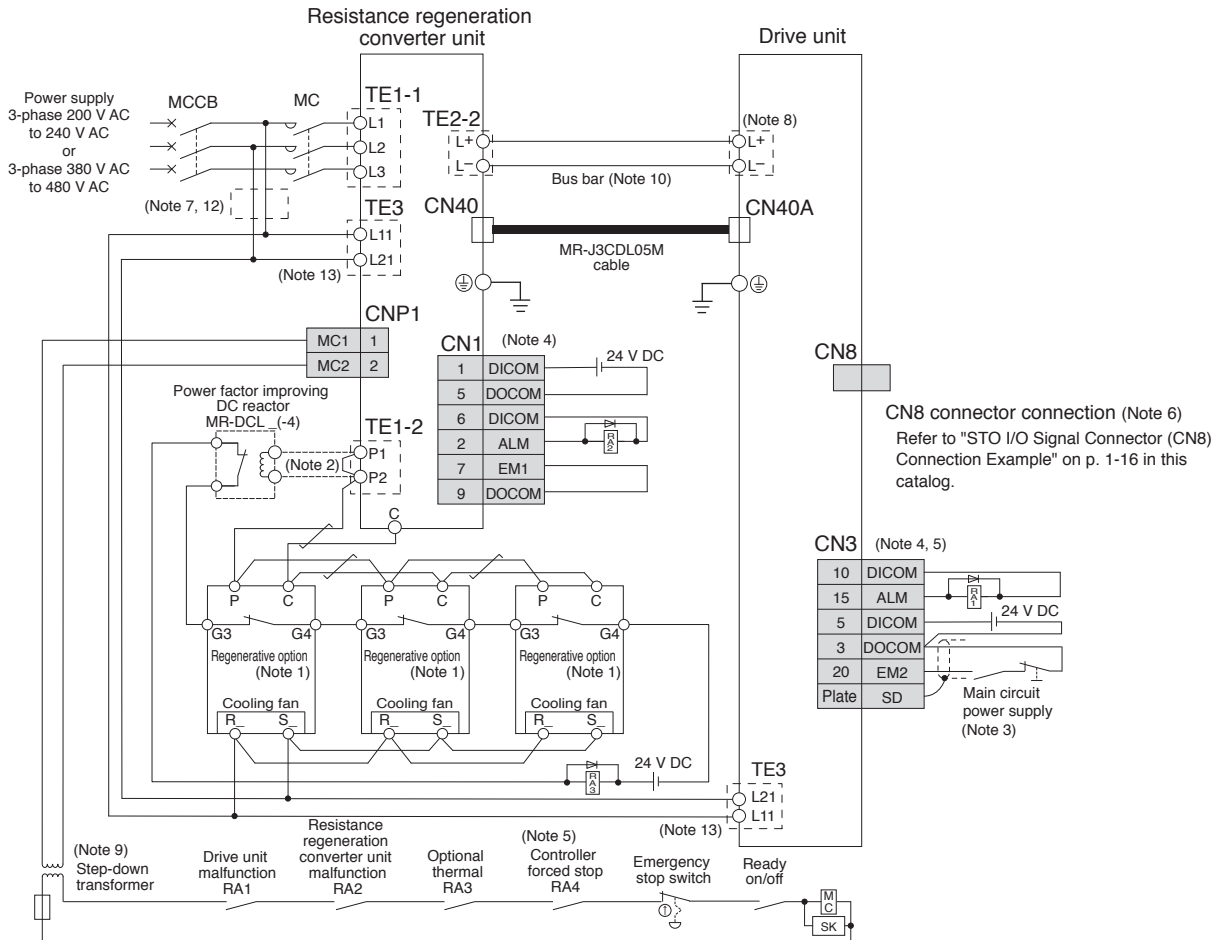 Resistance regeneration
converter unit
Drive unit
Power supply
3-phase 200 V AC
to 240 V AC
or
3-phase 380 V AC
to 480 V AC
MCCB
MC
TE1-1
L1
L2
L3
TE2-2
L+
L−
(Note 8)
L+
L−
Bus bar (Note 10)
(Note 7, 12)
TE3
L11
L21
(Note 13)
CN40
CN40A
MR-J3CDL05M
cable
CNP1
MC1 1
MC2 2
CN1 (Note 4)
1 DICOM
5 DOCOM
6 DICOM
2 ALM
7 EM1
9 DOCOM
24 V DC
RA2
CN8
CN8 connector connection (Note 6)
Refer to "STO I/O Signal Connector (CN8)
Connection Example" on p. 1-16 in this
catalog.
Power factor improving
DC reactor
MR-DCL_(-4)
(Note 2)
TE1-2
P1
P2
C
CN3 (Note 4, 5)
10 DICOM
15 ALM
5 DICOM
3 DOCOM
20 EM2
Plate SD
RA1
24 V DC
Main circuit
power supply
(Note 3)
P C P C P C
G3 G4 G3 G4 G3 G4
Regenerative option
(Note 1)
Regenerative option
(Note 1)
Regenerative option
(Note 1)
Cooling fan
R_ S_
Cooling fan
R_ S_
Cooling fan
R_ S_
RA3
24 V DC
TE3
L21
L11
(Note 13)
(Note 9)
Step-down
transformer
Drive unit
malfunction
RA1
Resistance
regeneration
converter unit
malfunction
RA2
Optional
thermal
RA3
(Note 5)
Controller
forced stop
RA4
Emergency
stop switch
Ready
on/off
MC
SK